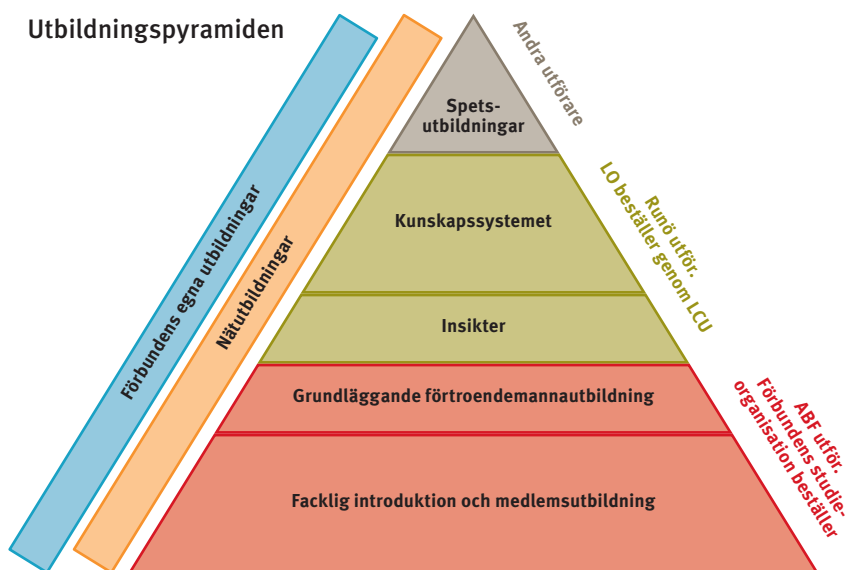 Utbildningspyramiden
Andra utförare
Spets-
utbildningar
Runö utför.
LO beställer genom LCU
Kunskapssystemet
Förbundens egna utbildningar
Nätutbildningar
Insikter
Grundläggande förtroendemannautbildning
ABF utför.
Förbundens studie-
organisation beställer
Facklig introduktion och medlemsutbildning